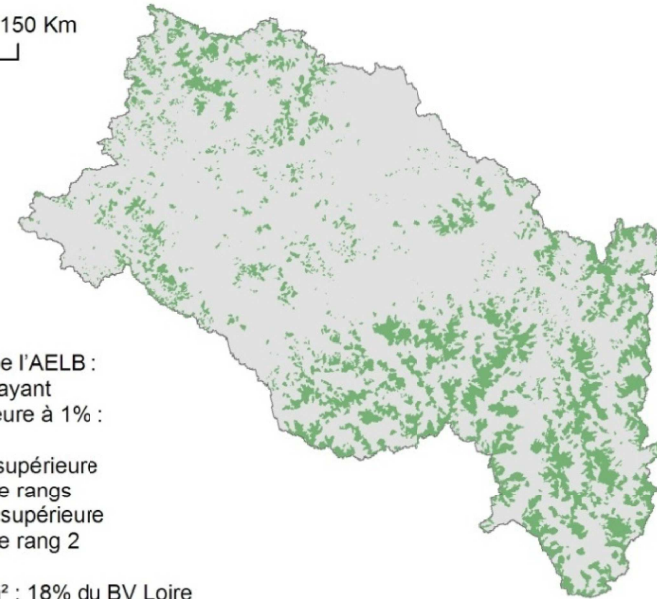 150 Km
e l'AELB :
ayant
eure à 1% :
supérieure
e rangs
supérieure
e rang 2
² : 18% du BV Loire